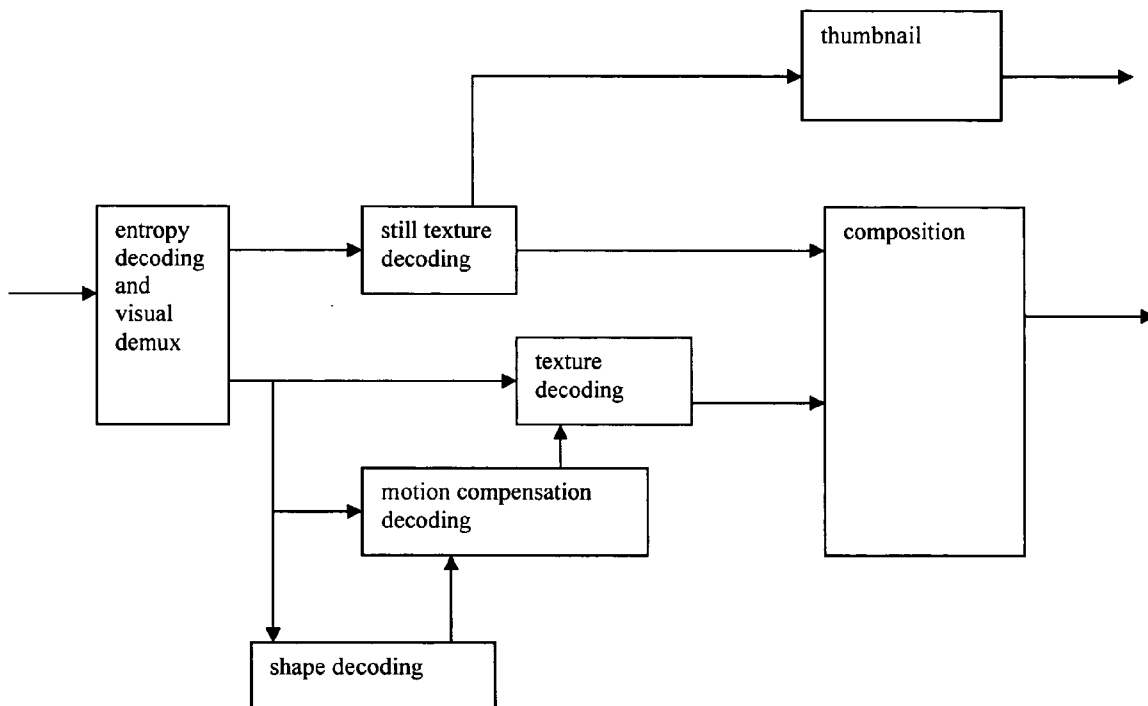 thumbnail
entropy
decoding
and
visual
demux
still texture
decoding
composition
texture
decoding
motion compensation
decoding
shape decoding